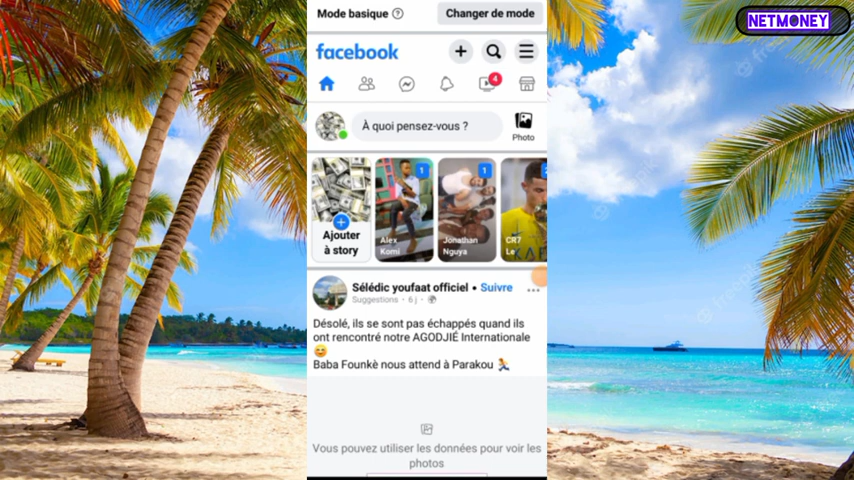 NETMONEY
Mode basique ?
Changer de mode
facebook
4
À quoi pensez-vous ?
Photo
1
1
Ajouter
à story
Alex
Komi
Jonathan
Nguya
CR7
Le
Sélédic youfaat officiel • Suivre
Suggestions • 6 j •
Désolé, ils se sont pas échappés quand ils
ont rencontré notre AGODJIÉ Internationale
😊
Baba Founkè nous attend à Parakou 🏃
Vous pouvez utiliser les données pour voir les
photos